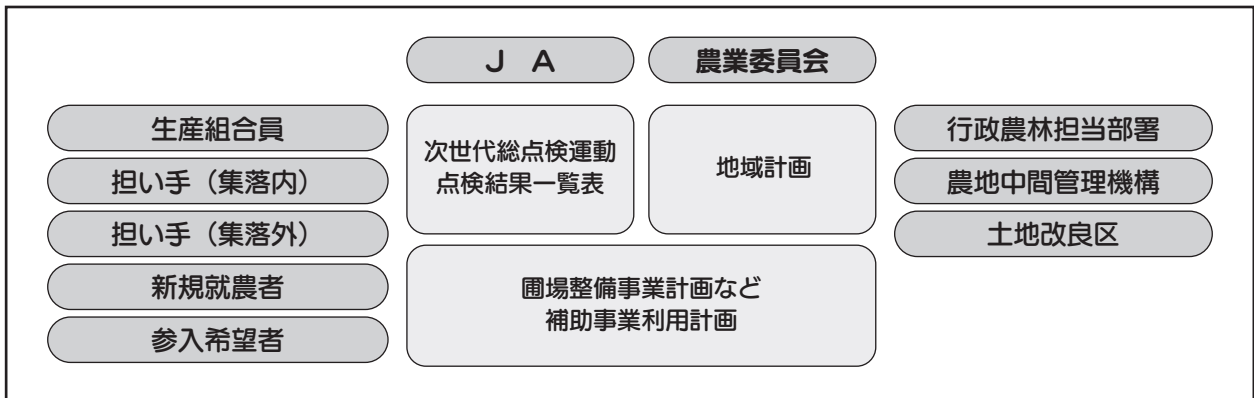 J A
農業委員会
生産組合員
担い手（集落内）
担い手（集落外）
新規就農者
参入希望者
次世代総点検運動
点検結果一覧表
地域計画
圃場整備事業計画など
補助事業利用計画
行政農林担当部署
農地中間管理機構
土地改良区